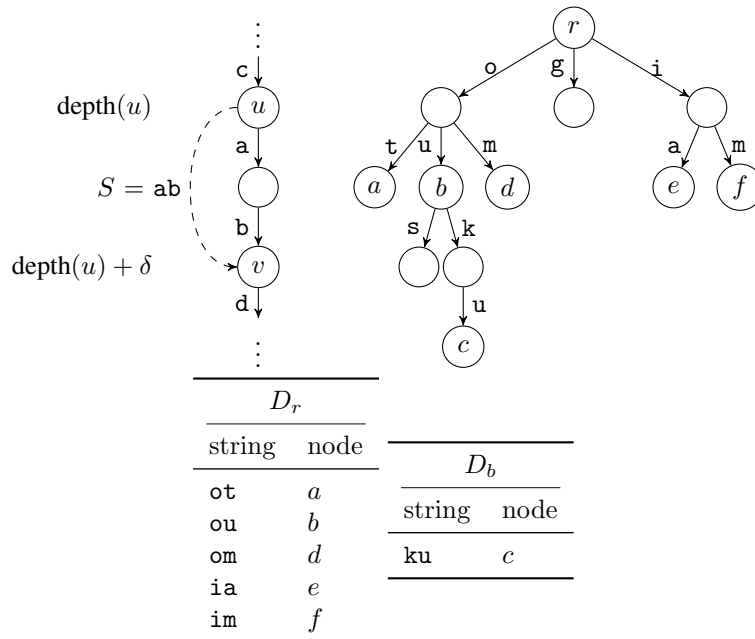 ⋮
c
u
depth(u)
a
S = ab
b
v
depth(u) + δ
d
⋮
r
o g i
t u m a m
a b d e f
s k
u
c
D_r
string node
ot a
ou b
om d
ia e
im f
D_b
string node
ku c